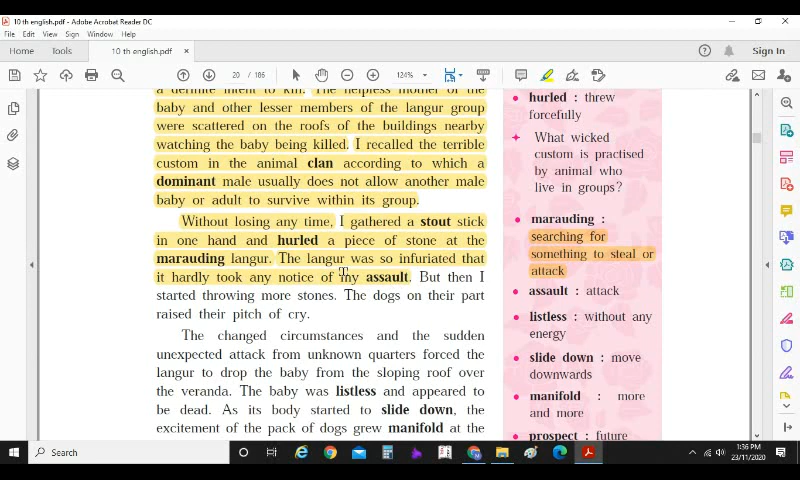 10 th english.pdf - Adobe Acrobat Reader DC
File Edit View Sign Window Help
Home Tools 10 th english.pdf × Sign In
20 / 186 124%
a definite intent to kill. The helpless mother of the
baby and other lesser members of the langur group
were scattered on the roofs of the buildings nearby
watching the baby being killed. I recalled the terrible
custom in the animal clan according to which a
dominant male usually does not allow another male
baby or adult to survive within its group.
Without losing any time, I gathered a stout stick
in one hand and hurled a piece of stone at the
marauding langur. The langur was so infuriated that
it hardly took any notice of my assault. But then I
started throwing more stones. The dogs on their part
raised their pitch of cry.
The changed circumstances and the sudden
unexpected attack from unknown quarters forced the
langur to drop the baby from the sloping roof over
the veranda. The baby was listless and appeared to
be dead. As its body started to slide down, the
excitement of the pack of dogs grew manifold at the
hurled : threw
forcefully
What wicked
custom is practised
by animal who
live in groups?
marauding :
searching for
something to steal or
attack
assault : attack
listless : without any
energy
slide down : move
downwards
manifold : more
and more
prospect : future
Search
1:36 PM
23/11/2020